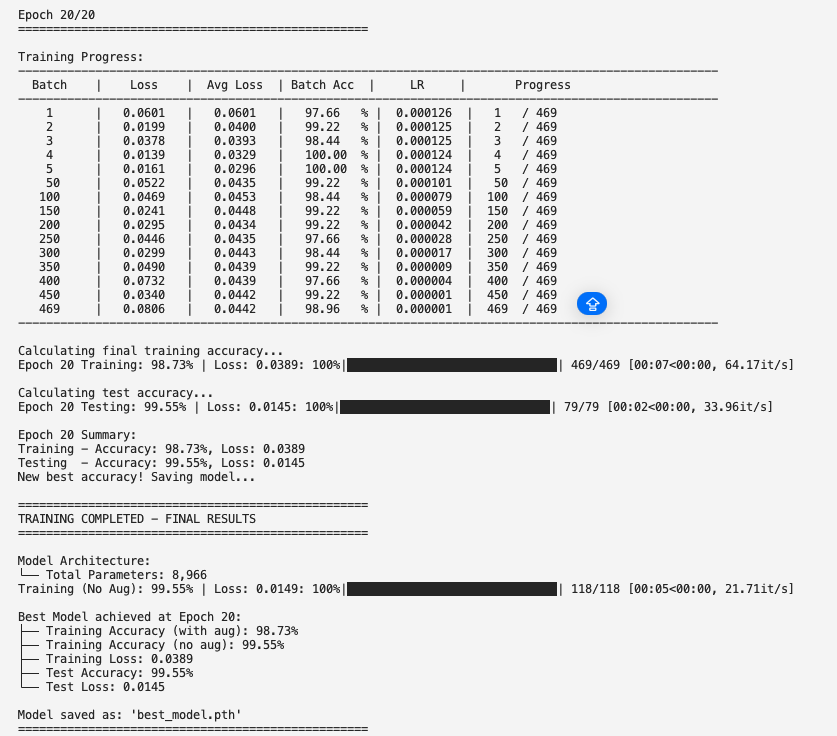 Epoch 20/20
==================================================
Training Progress:
----------------------------------------------------------------------------------------------------
Batch | Loss | Avg Loss | Batch Acc | LR | Progress
----------------------------------------------------------------------------------------------------
1 | 0.0601 | 0.0601 | 97.66 % | 0.000126 | 1 / 469
2 | 0.0199 | 0.0400 | 99.22 % | 0.000125 | 2 / 469
3 | 0.0378 | 0.0393 | 98.44 % | 0.000125 | 3 / 469
4 | 0.0139 | 0.0329 | 100.00 % | 0.000124 | 4 / 469
5 | 0.0161 | 0.0296 | 100.00 % | 0.000124 | 5 / 469
50 | 0.0522 | 0.0435 | 99.22 % | 0.000101 | 50 / 469
100 | 0.0469 | 0.0453 | 98.44 % | 0.000079 | 100 / 469
150 | 0.0241 | 0.0448 | 99.22 % | 0.000059 | 150 / 469
200 | 0.0295 | 0.0434 | 99.22 % | 0.000042 | 200 / 469
250 | 0.0446 | 0.0435 | 97.66 % | 0.000028 | 250 / 469
300 | 0.0299 | 0.0443 | 98.44 % | 0.000017 | 300 / 469
350 | 0.0490 | 0.0439 | 99.22 % | 0.000009 | 350 / 469
400 | 0.0732 | 0.0439 | 97.66 % | 0.000004 | 400 / 469
450 | 0.0340 | 0.0442 | 99.22 % | 0.000001 | 450 / 469
469 | 0.0806 | 0.0442 | 98.96 % | 0.000001 | 469 / 469
----------------------------------------------------------------------------------------------------
Calculating final training accuracy...
Epoch 20 Training: 98.73% | Loss: 0.0389: 100%|██████████████████████████████| 469/469 [00:07<00:00, 64.17it/s]
Calculating test accuracy...
Epoch 20 Testing: 99.55% | Loss: 0.0145: 100%|██████████████████████████████| 79/79 [00:02<00:00, 33.96it/s]
Epoch 20 Summary:
Training - Accuracy: 98.73%, Loss: 0.0389
Testing  - Accuracy: 99.55%, Loss: 0.0145
New best accuracy! Saving model...
==================================================
TRAINING COMPLETED - FINAL RESULTS
==================================================
Model Architecture:
└── Total Parameters: 8,966
Training (No Aug): 99.55% | Loss: 0.0149: 100%|██████████████████████████████| 118/118 [00:05<00:00, 21.71it/s]
Best Model achieved at Epoch 20:
├── Training Accuracy (with aug): 98.73%
├── Training Accuracy (no aug): 99.55%
├── Training Loss: 0.0389
├── Test Accuracy: 99.55%
└── Test Loss: 0.0145
Model saved as: 'best_model.pth'
==================================================